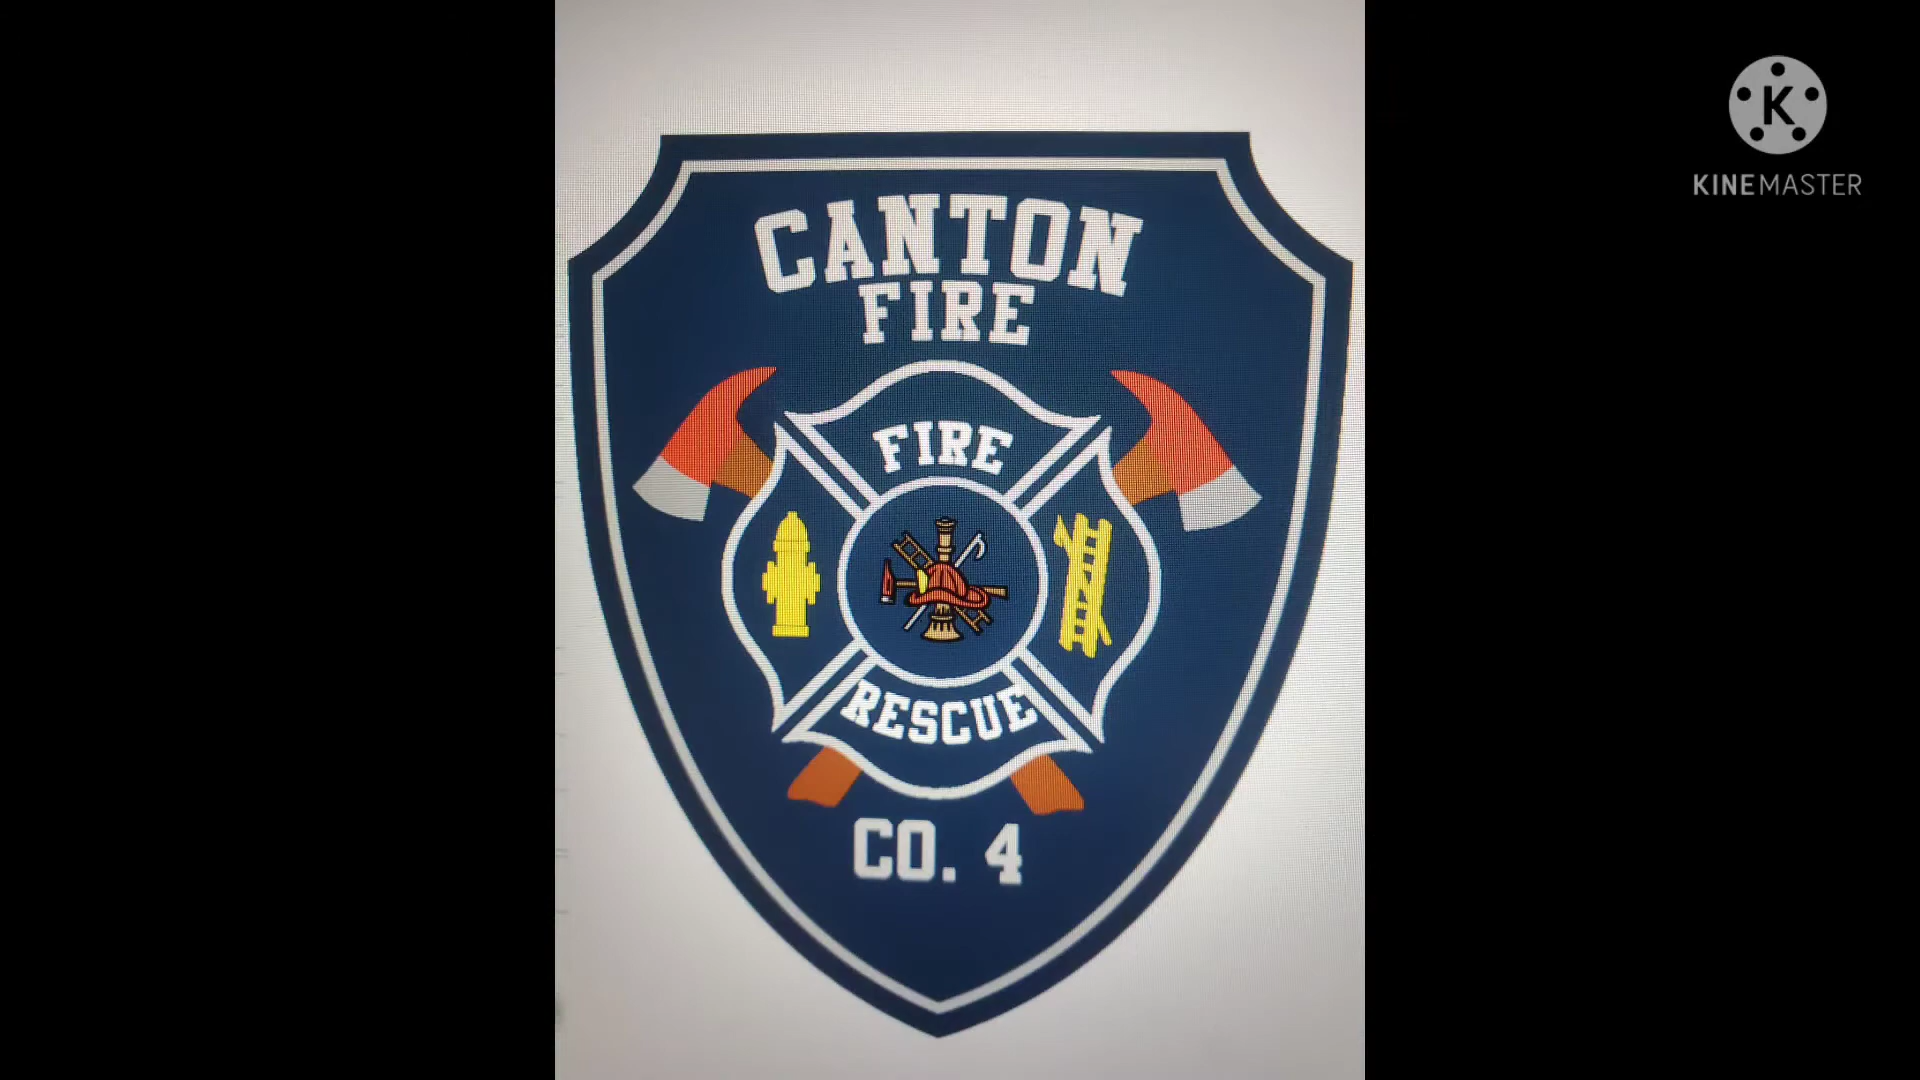 CANTON
FIRE
FIRE
RESCUE
CO. 4
K
KINEMASTER